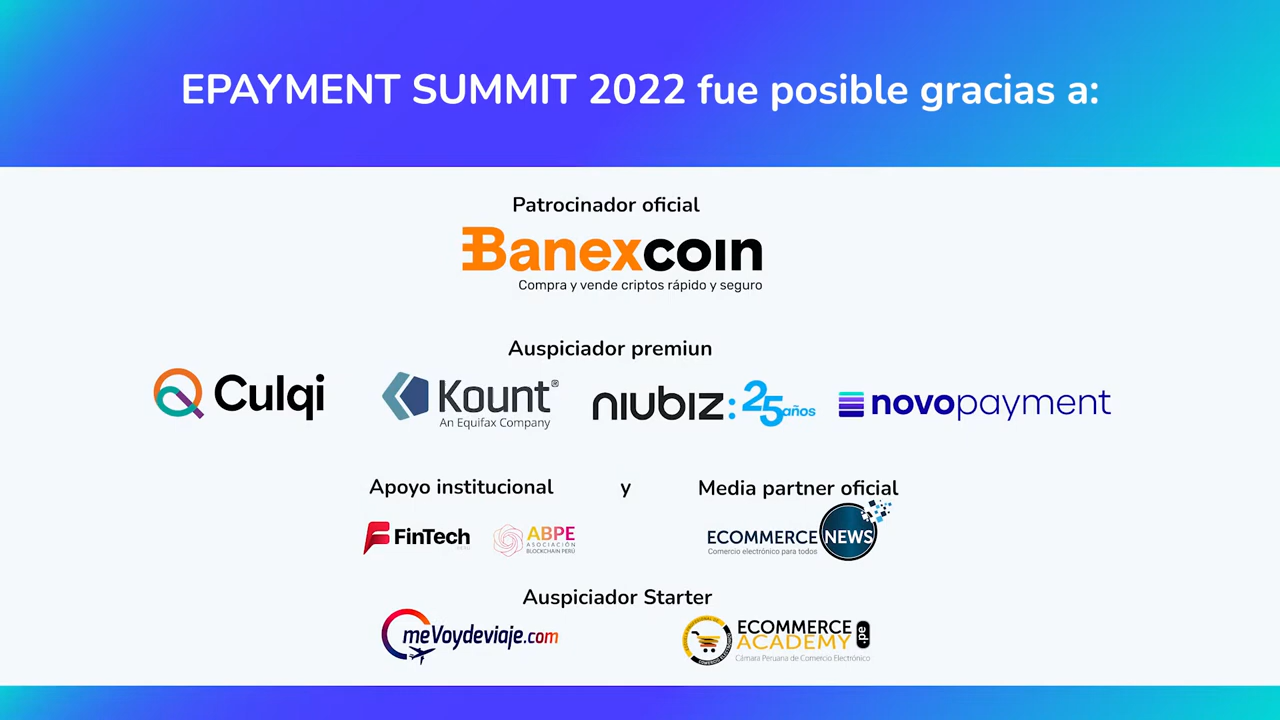 EPAYMENT SUMMIT 2022 fue posible gracias a:
Patrocinador oficial
Banexcoin
Compra y vende criptos rápido y seguro
Auspiciador premiun
Culqi
Kount
An Equifax Company
niubiz: 25 años
novopayment
Apoyo institucional y Media partner oficial
FinTech
ABPE
ASOCIACIÓN
BLOCKCHAIN PERÚ
ECOMMERCE NEWS
Comercio electrónico para todos
Auspiciador Starter
meVoydeviaje.com
ECOMMERCE
ACADEMY .pe
Cámara Peruana de Comercio Electrónico